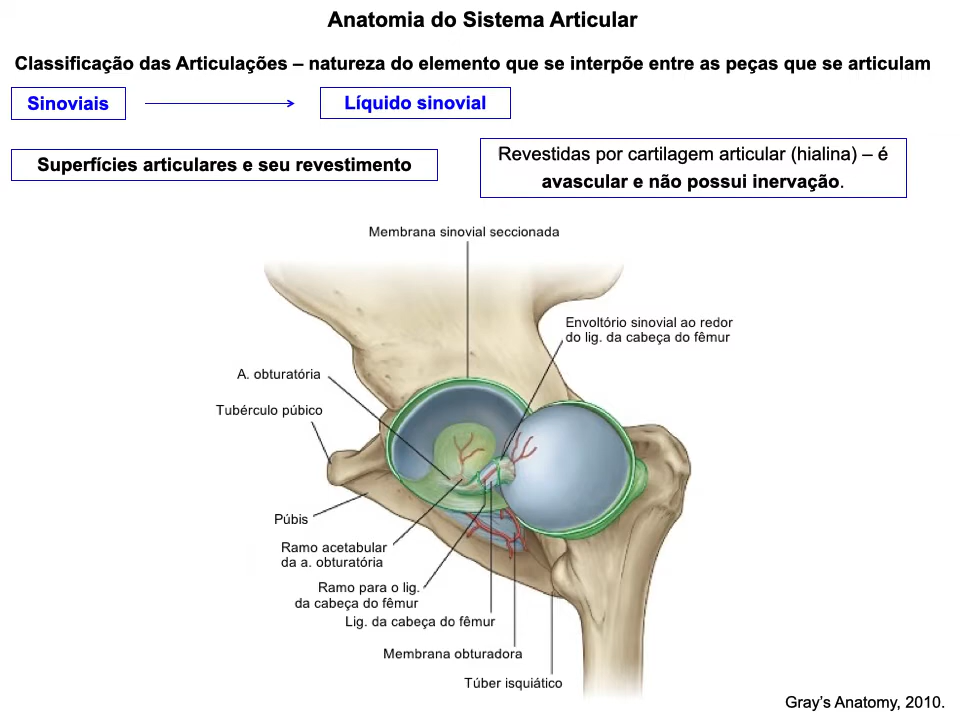 Anatomia do Sistema Articular
Classificação das Articulações – natureza do elemento que se interpõe entre as peças que se articulam
Sinoviais
Líquido sinovial
Superfícies articulares e seu revestimento
Revestidas por cartilagem articular (hialina) – é
avascular e não possui inervação.
Membrana sinovial seccionada
Envoltório sinovial ao redor
do lig. da cabeça do fêmur
A. obturatória
Tubérculo púbico
Púbis
Ramo acetabular
da a. obturatória
Ramo para o lig.
da cabeça do fêmur
Lig. da cabeça do fêmur
Membrana obturadora
Túber isquiático
Gray's Anatomy, 2010.